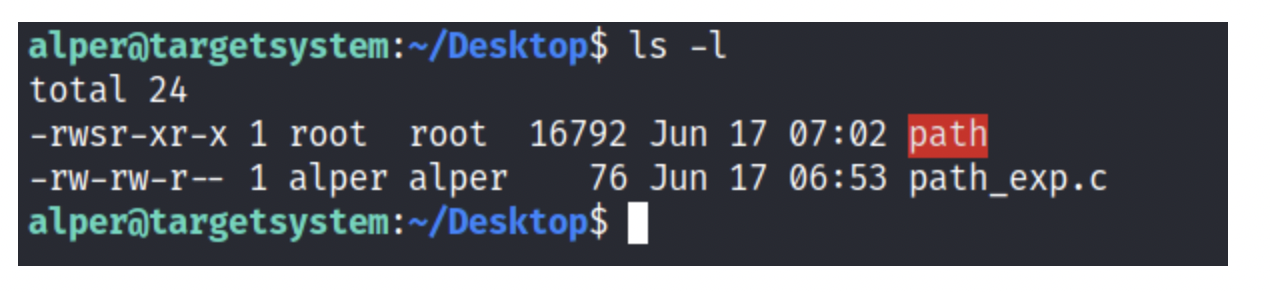 alper@targetsystem:~/Desktop$ ls -l
total 24
-rwsr-xr-x 1 root  root  16792 Jun 17 07:02 path
-rw-rw-r-- 1 alper alper    76 Jun 17 06:53 path_exp.c
alper@targetsystem:~/Desktop$